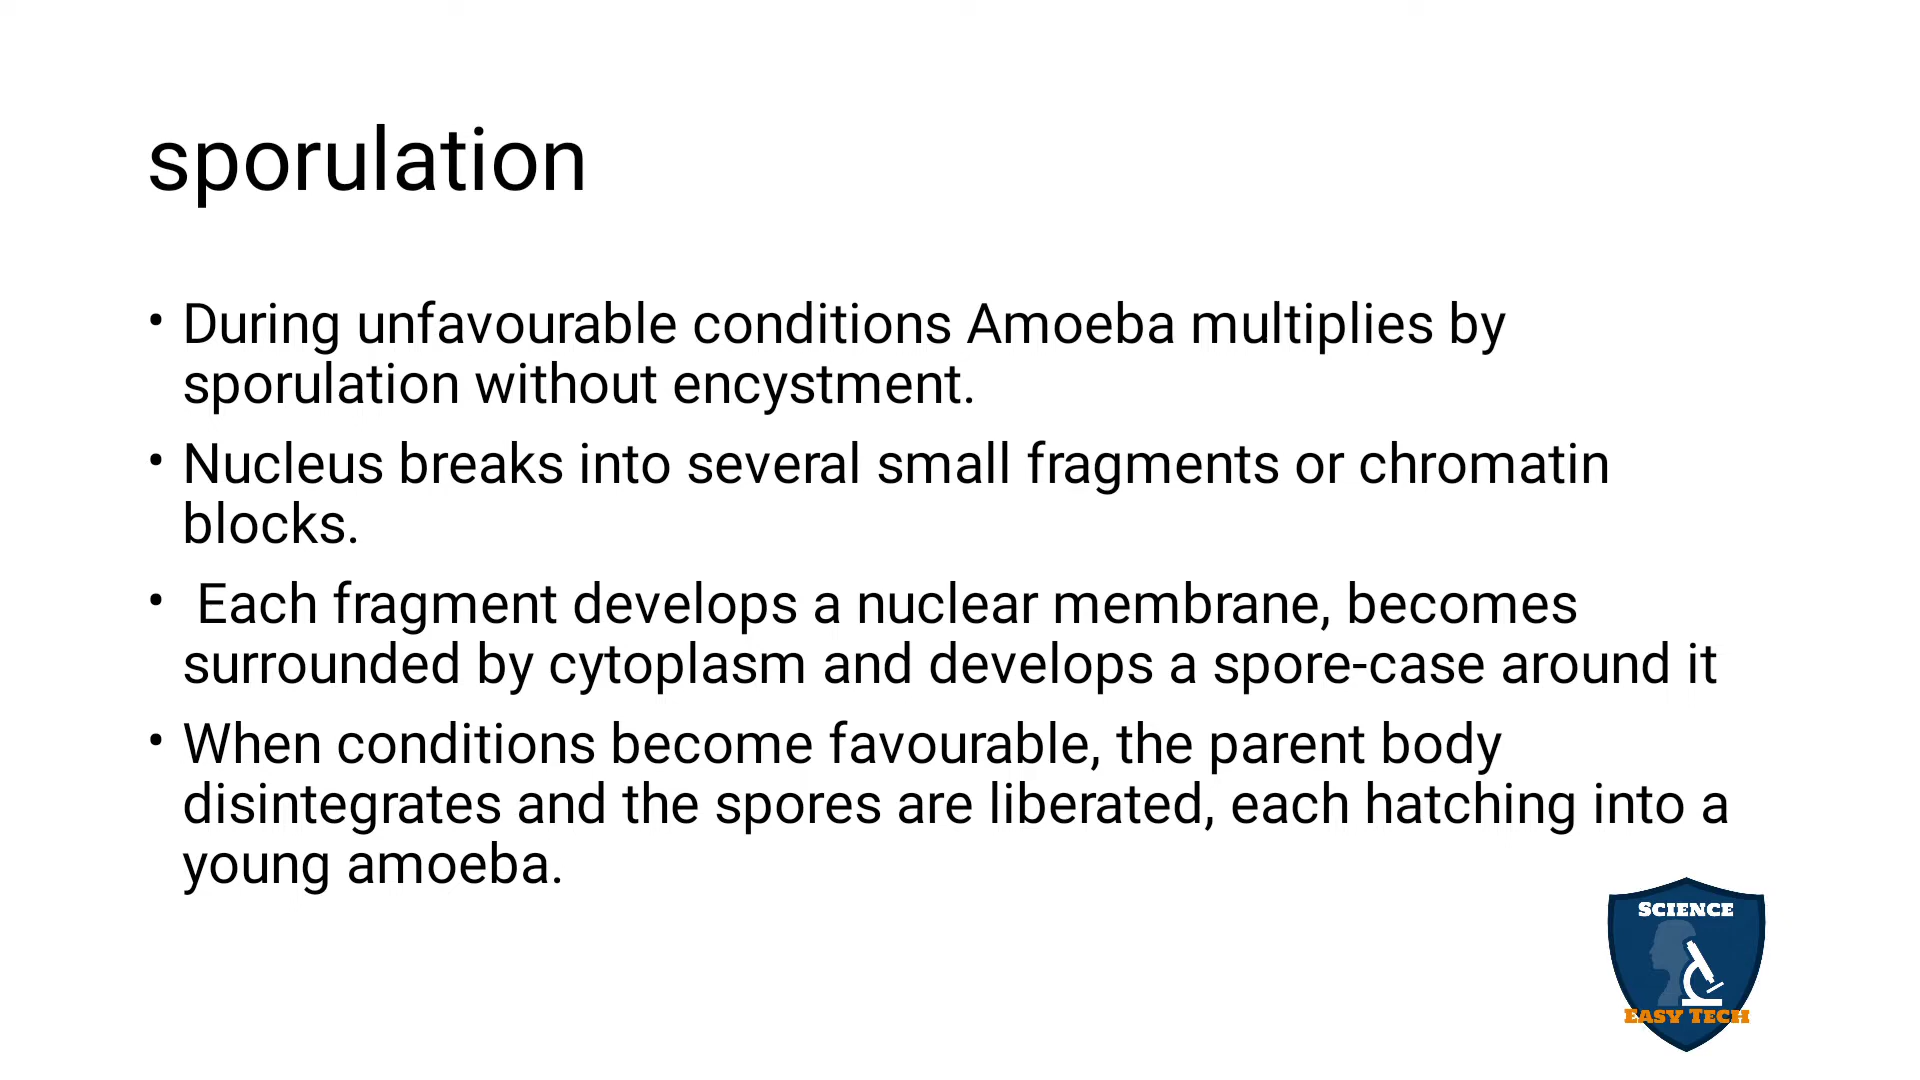 sporulation
• During unfavourable conditions Amoeba multiplies by
sporulation without encystment.
• Nucleus breaks into several small fragments or chromatin
blocks.
• Each fragment develops a nuclear membrane, becomes
surrounded by cytoplasm and develops a spore-case around it
• When conditions become favourable, the parent body
disintegrates and the spores are liberated, each hatching into a
young amoeba.
SCIENCE
EASY TECH